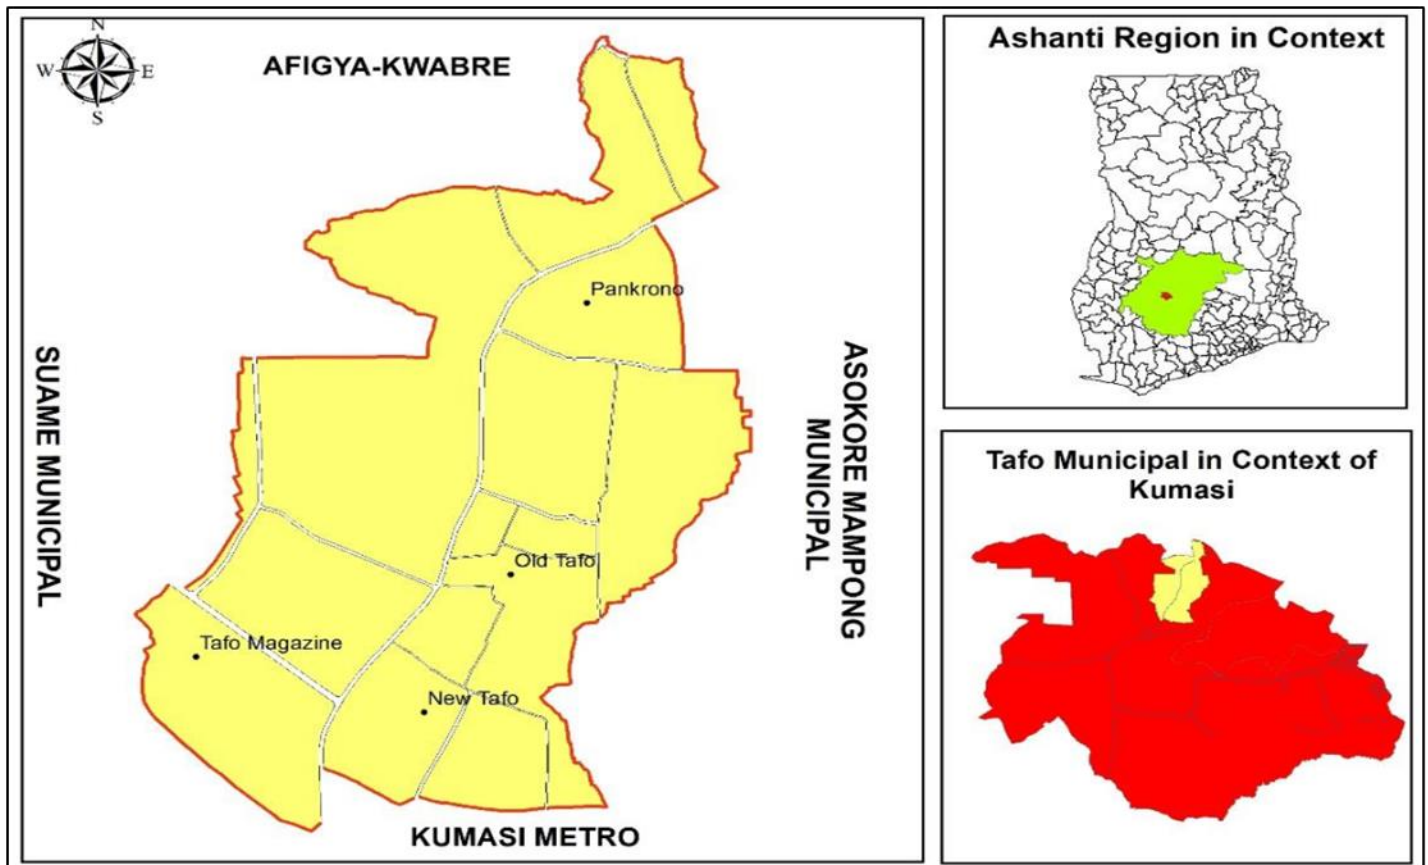 N
W
E
S
AFIGYA-KWABRE
Pankrono
SUAME MUNICIPAL
ASOKORE MAMPONG
MUNICIPAL
Old Tafo
Tafo Magazine
New Tafo
KUMASI METRO
Ashanti Region in Context
Tafo Municipal in Context of
Kumasi